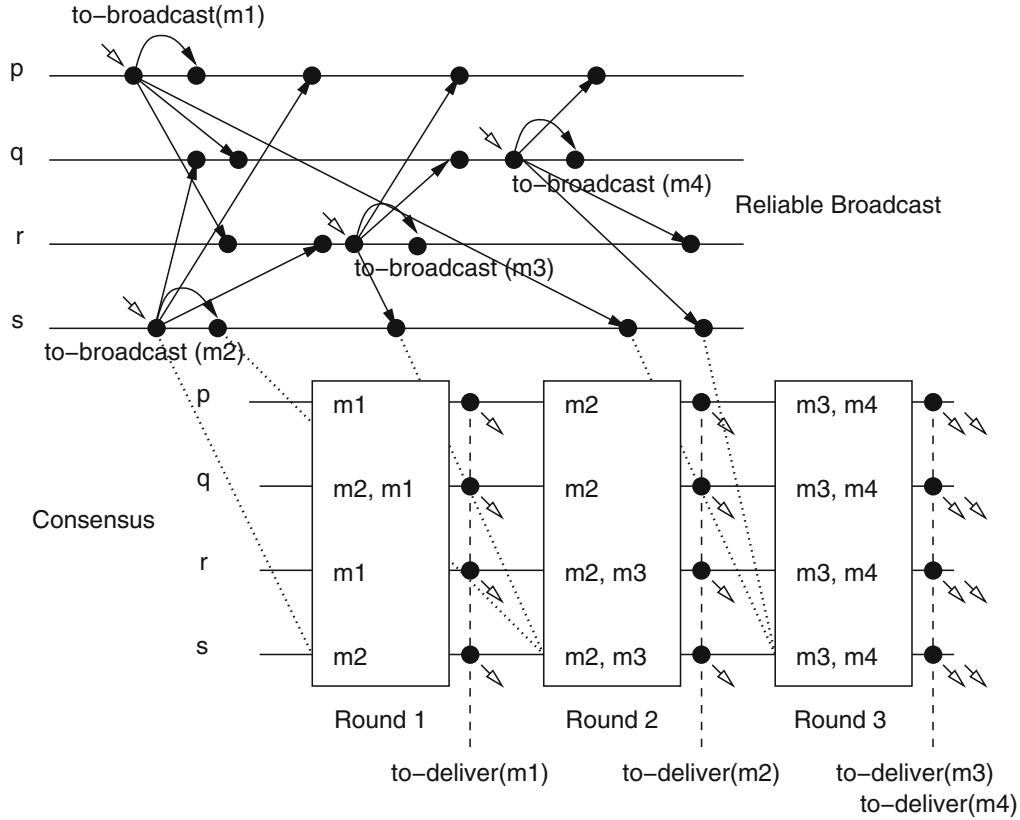 to−broadcast(m1)
p
q
to−broadcast (m4)
Reliable Broadcast
r
to−broadcast (m3)
s
to−broadcast (m2)
p
m1
m2
m3, m4
q
m2, m1
m2
m3, m4
Consensus
r
m1
m2, m3
m3, m4
s
m2
m2, m3
m3, m4
Round 1
Round 2
Round 3
to−deliver(m1)
to−deliver(m2)
to−deliver(m3)
to−deliver(m4)